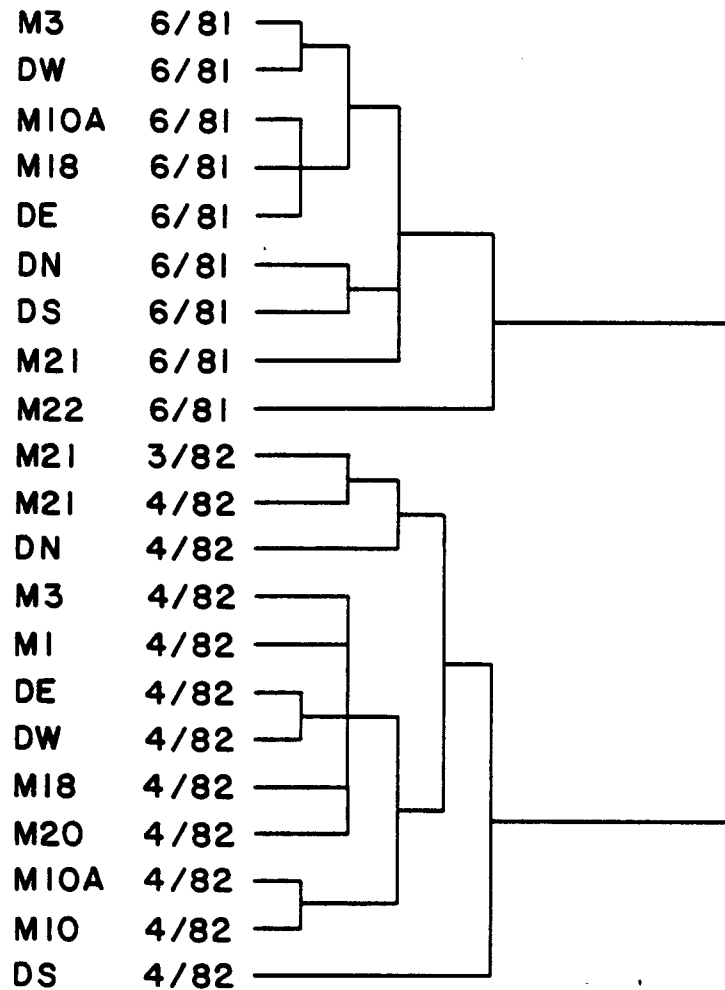 M3 6/81
DW 6/81
M10A 6/81
M18 6/81
DE 6/81
DN 6/81
DS 6/81
M21 6/81
M22 6/81
M21 3/82
M21 4/82
DN 4/82
M3 4/82
M1 4/82
DE 4/82
DW 4/82
M18 4/82
M20 4/82
M10A 4/82
M10 4/82
DS 4/82